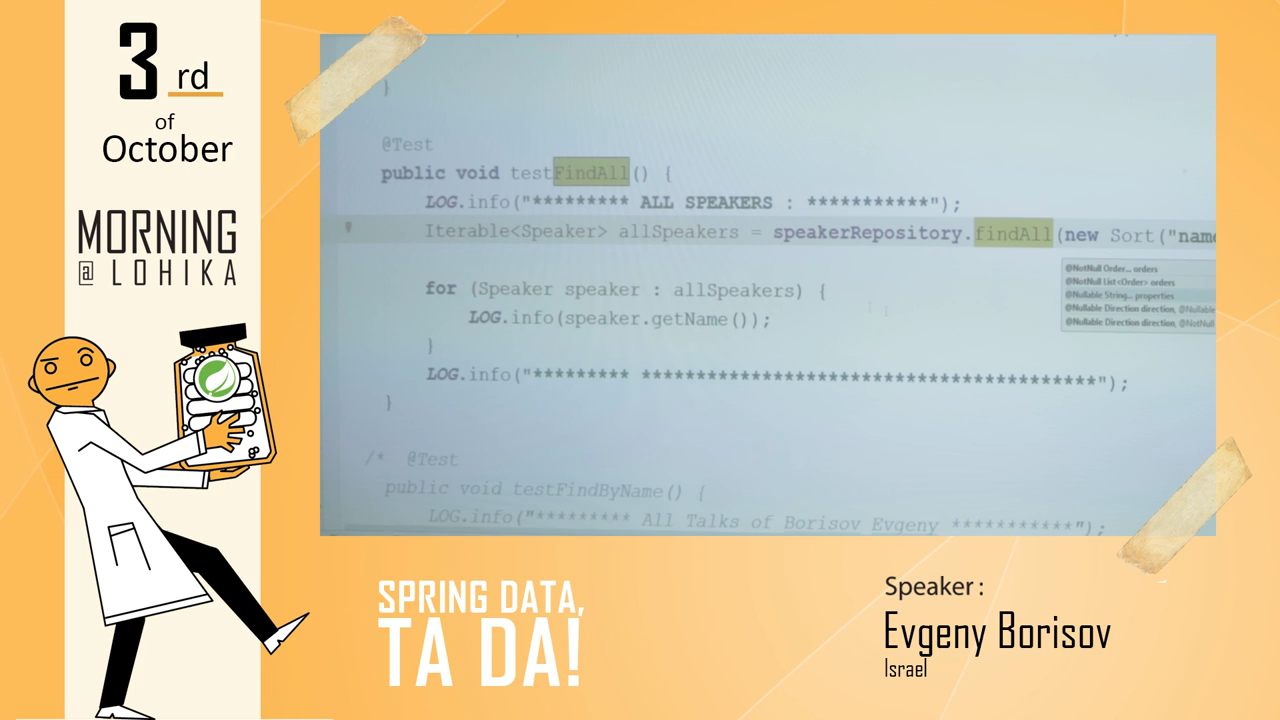 3 rd
of
October
MORNING
@ LOHIKA
}
@Test
public void testFindAll() {
LOG.info("********* ALL SPEAKERS : ***********");
Iterable<Speaker> allSpeakers = speakerRepository.findAll(new Sort("name
@NotNull Order... orders
@NotNull List<Order> orders
@Nullable String... properties
@Nullable Direction direction, @Nullable
@Nullable Direction direction, @NotNull
for (Speaker speaker : allSpeakers) {
LOG.info(speaker.getName());
}
LOG.info("********* ******************************************");
}
/* @Test
public void testFindByName() {
LOG.info("********* All Talks of Borisov Evgeny ***********");
SPRING DATA,
TA DA!
Speaker :
Evgeny Borisov
Israel